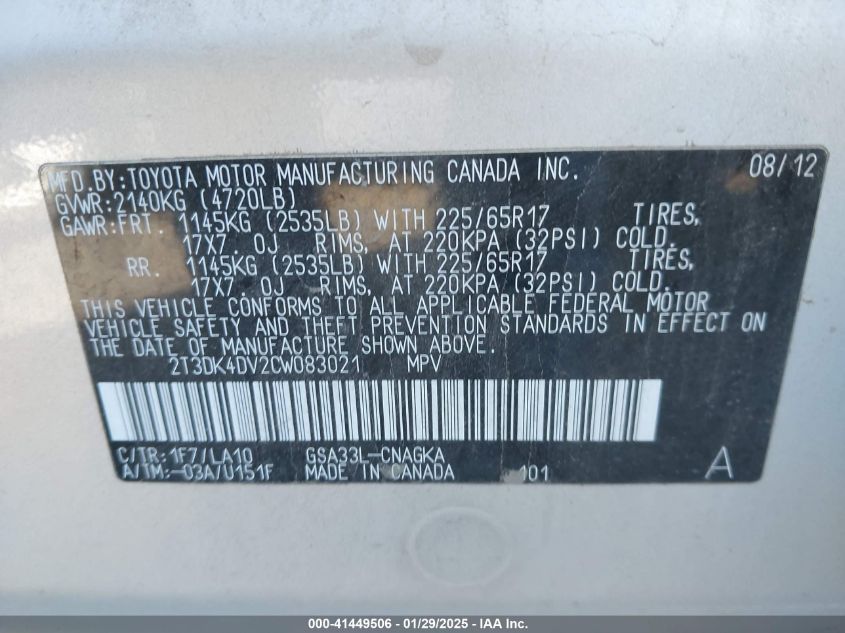 MFD.BY:TOYOTA MOTOR MANUFACTURING CANADA INC. 08/12
GVWR:2140KG (4720LB)
GAWR:FRT. 1145KG (2535LB) WITH 225/65R17 TIRES,
17X7. 0J RIMS, AT 220KPA (32PSI) COLD.
RR. 1145KG (2535LB) WITH 225/65R17 TIRES,
17X7. 0J RIMS, AT 220KPA (32PSI) COLD.
THIS VEHICLE CONFORMS TO ALL APPLICABLE FEDERAL MOTOR
VEHICLE SAFETY AND THEFT PREVENTION STANDARDS IN EFFECT ON
THE DATE OF MANUFACTURE SHOWN ABOVE.
2T3DK4DV2CW083021 MPV
C/TR:1F7/LA10 GSA33L-CNAGKA
A/TM:-03A/U151F MADE IN CANADA 101 A
000-41449506 - 01/29/2025 - IAA Inc.